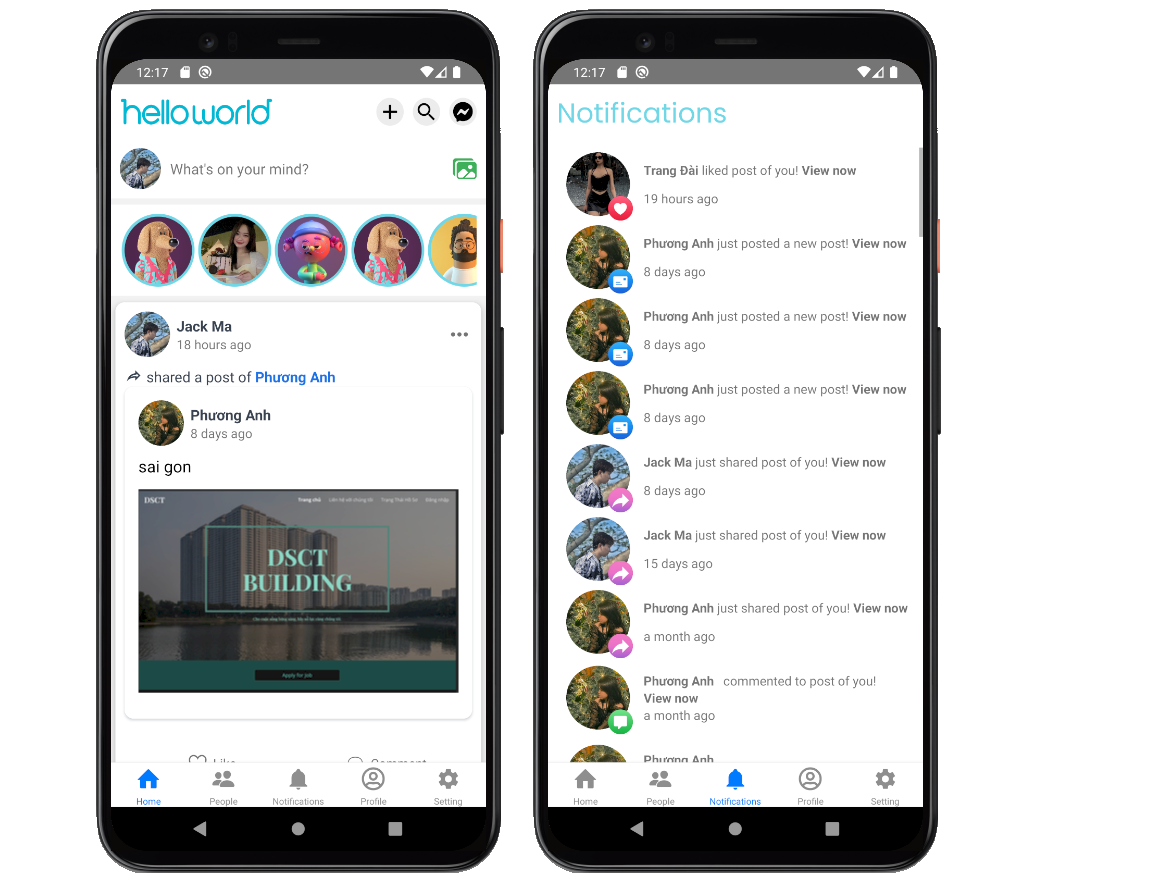 12:17
helloworld
What's on your mind?
Jack Ma
18 hours ago
shared a post of Phương Anh
Phương Anh
8 days ago
sai gon
DSCT
Trang chủ
DSCT
BUILDING
Apply for job
Like
Comment
Home
People
Notifications
Profile
Setting
12:17
Notifications
Trang Đài liked post of you! View now
19 hours ago
Phương Anh just posted a new post! View now
8 days ago
Phương Anh just posted a new post! View now
8 days ago
Phương Anh just posted a new post! View now
8 days ago
Jack Ma just shared post of you! View now
8 days ago
Jack Ma just shared post of you! View now
15 days ago
Phương Anh just shared post of you! View now
a month ago
Phương Anh commented to post of you!
View now
a month ago
Phương Anh
Home
People
Notifications
Profile
Setting